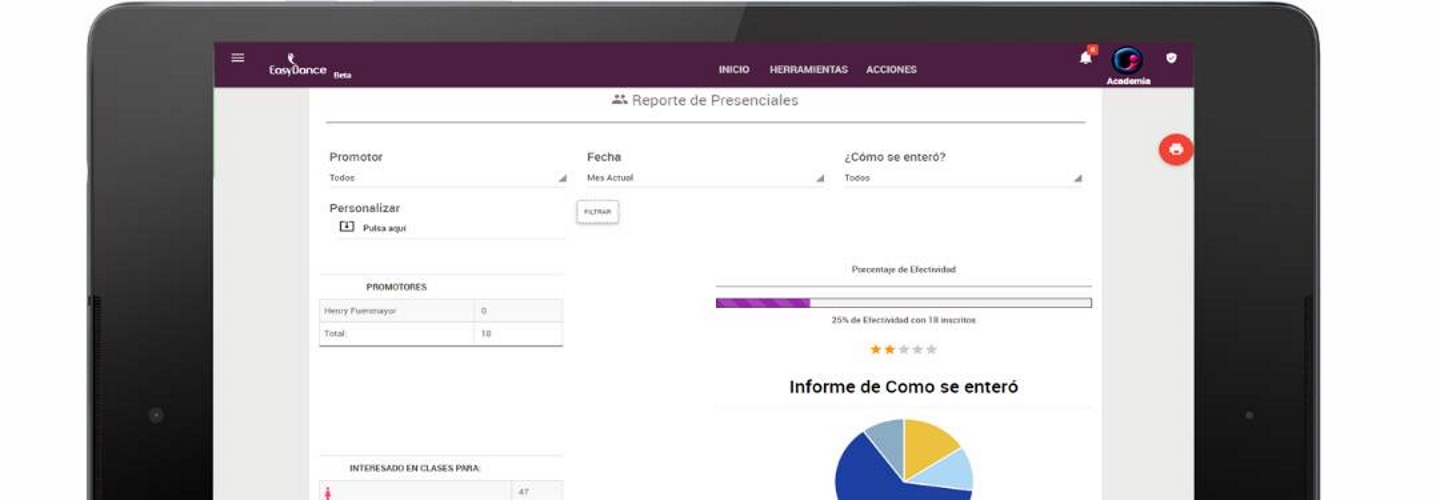 EasyDance Beta
INICIO HERRAMIENTAS ACCIONES
Academia
Reporte de Presenciales
Promotor Fecha ¿Cómo se enteró?
Todos Mes Actual Todos
Personalizar
FILTRAR
Pulsa aquí
Porcentaje de Efectividad
PROMOTORES
Henry Fuenmayor 0
25% de Efectividad con 18 inscritos
Total: 18
Informe de Como se enteró
INTERESADO EN CLASES PARA:
47